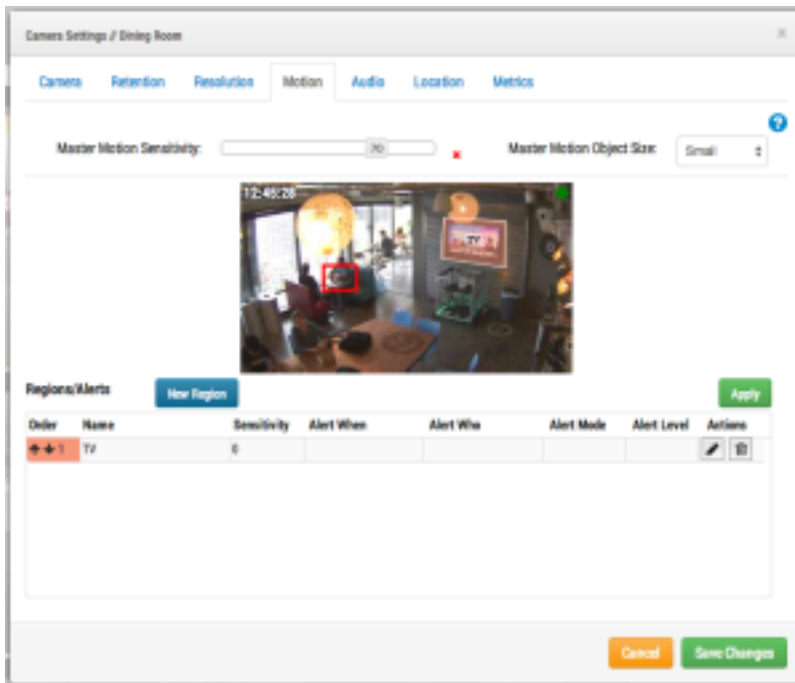 Camera Settings // Dining Room
Camera Retention Resolution Motion Audio Location Metrics
?
Master Motion Sensitivity: 70 Master Motion Object Size: Small
12:46:28
TV
Regions/Alerts New Region Apply
Order Name Sensitivity Alert When Alert Who Alert Mode Alert Level Actions
1 TV 0
Cancel Save Changes